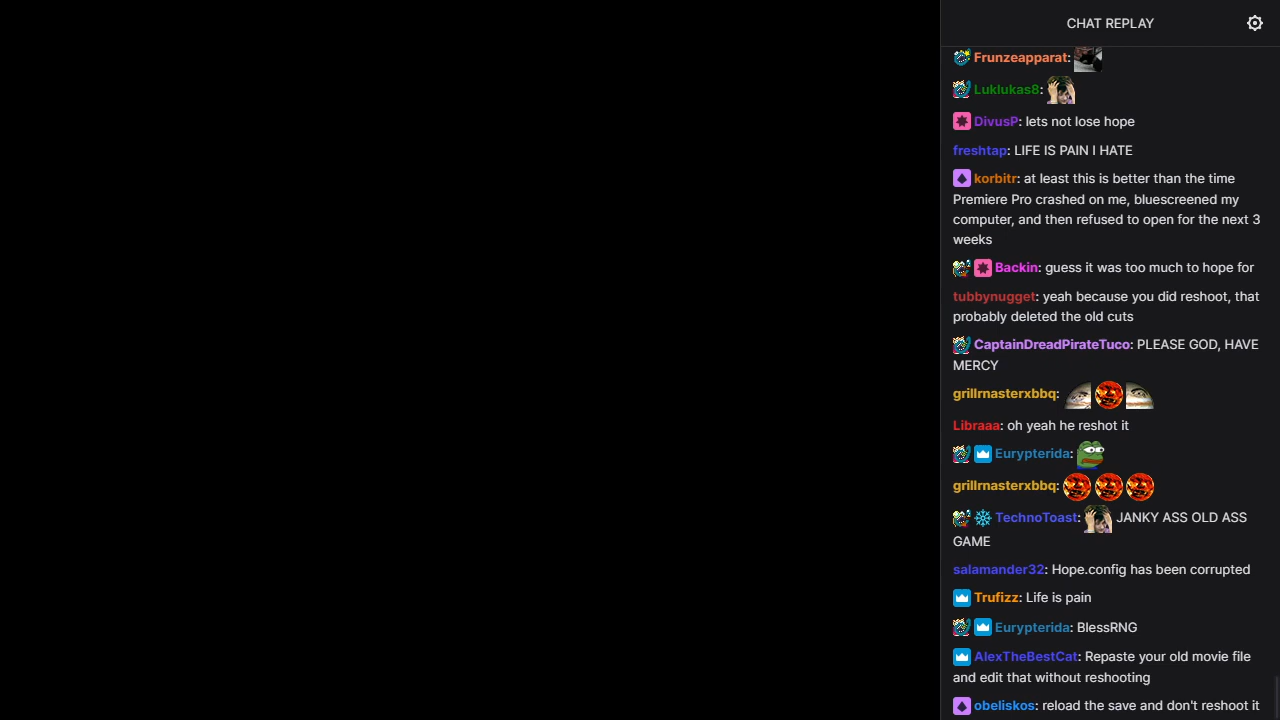 CHAT REPLAY
Frunzeapparat:
Luklukas8:
DivusP: lets not lose hope
freshtap: LIFE IS PAIN I HATE
korbitr: at least this is better than the time
Premiere Pro crashed on me, bluescreened my
computer, and then refused to open for the next 3
weeks
Backin: guess it was too much to hope for
tubbynugget: yeah because you did reshoot, that
probably deleted the old cuts
CaptainDreadPirateTuco: PLEASE GOD, HAVE
MERCY
grillrnasterxbbq:
Libraaa: oh yeah he reshot it
Eurypterida:
grillrnasterxbbq:
TechnoToast: JANKY ASS OLD ASS
GAME
salamander32: Hope.config has been corrupted
Trufizz: Life is pain
Eurypterida: BlessRNG
AlexTheBestCat: Repaste your old movie file
and edit that without reshooting
obeliskos: reload the save and don't reshoot it